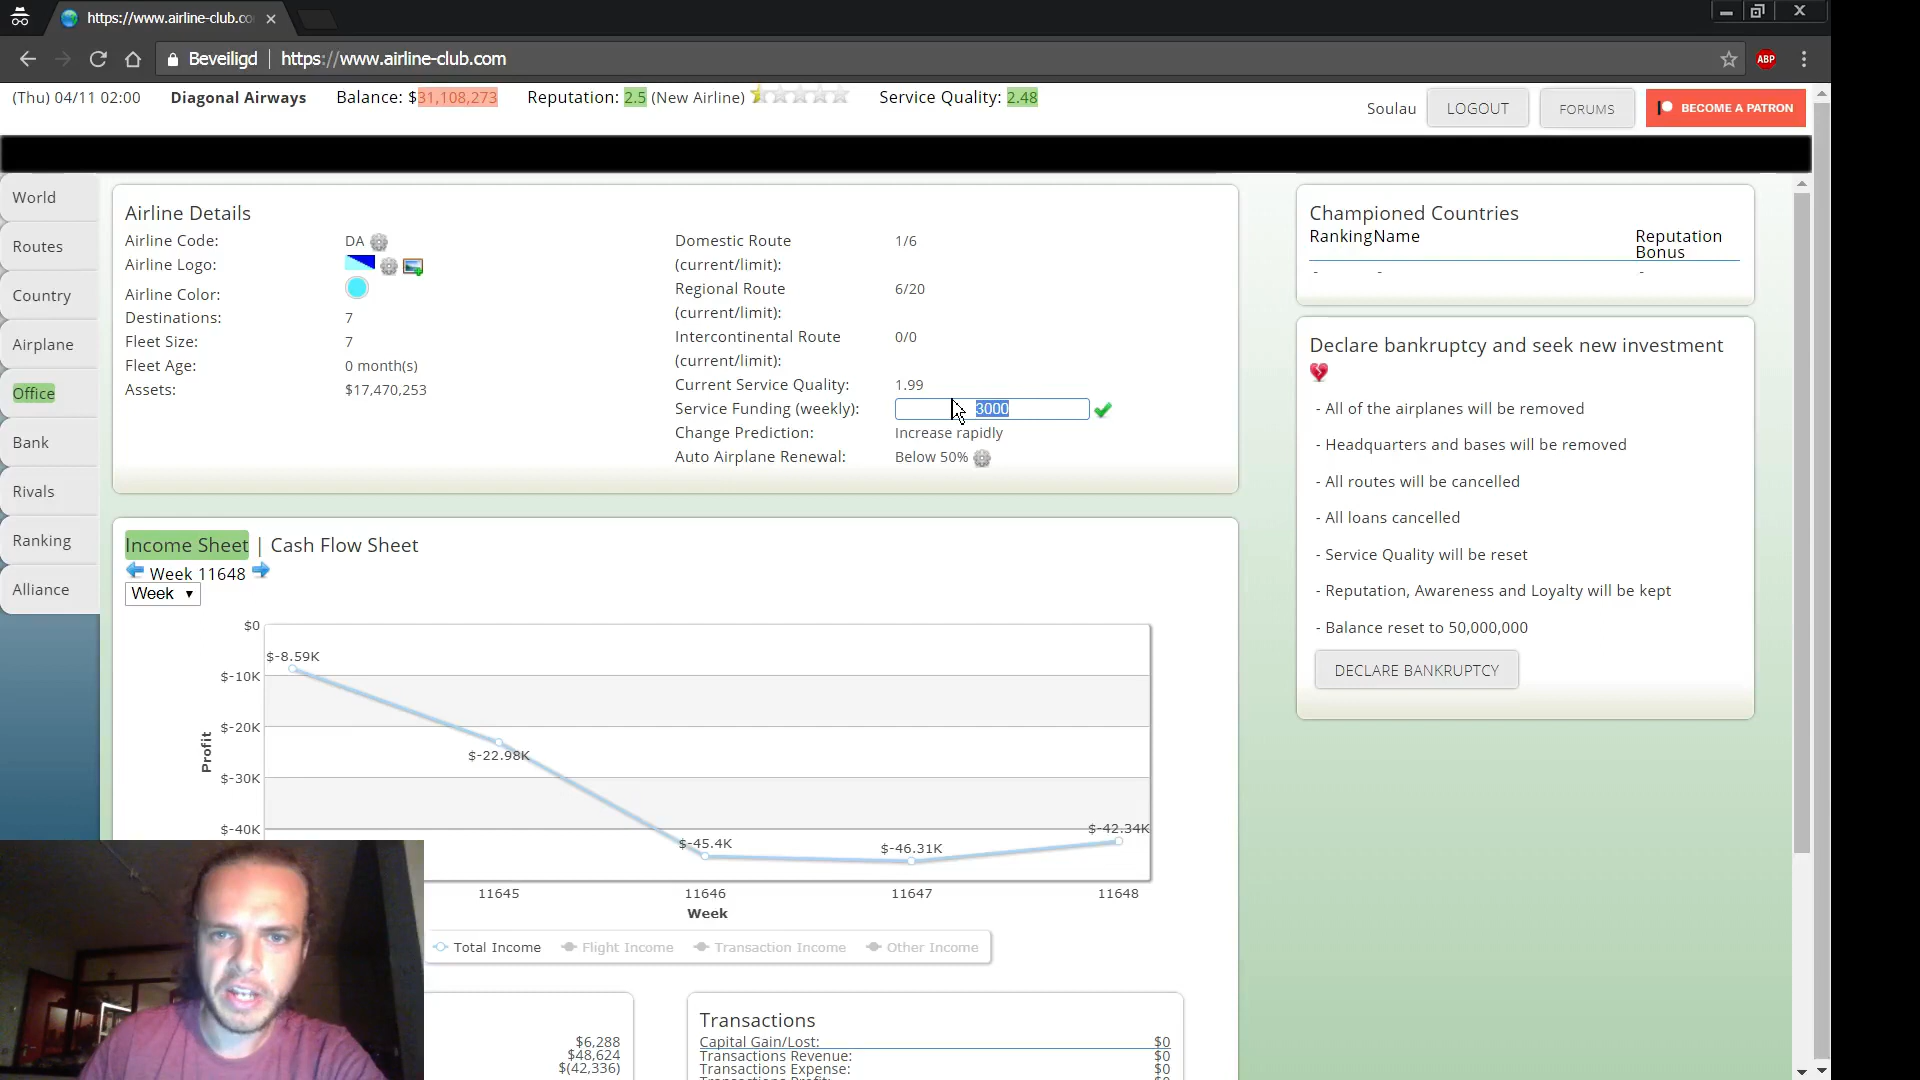 https://www.airline-club.co
Beveiligd | https://www.airline-club.com
ABP
(Thu) 04/11 02:00 Diagonal Airways Balance: $31,108,273 Reputation: 2.5 (New Airline) Service Quality: 2.48
Soulau LOGOUT FORUMS BECOME A PATRON
World
Routes
Country
Airplane
Office
Bank
Rivals
Ranking
Alliance
Airline Details
Airline Code: DA
Airline Logo:
Airline Color:
Destinations: 7
Fleet Size: 7
Fleet Age: 0 month(s)
Assets: $17,470,253
Domestic Route 1/6
(current/limit):
Regional Route 6/20
(current/limit):
Intercontinental Route 0/0
(current/limit):
Current Service Quality: 1.99
Service Funding (weekly): 3000
Change Prediction: Increase rapidly
Auto Airplane Renewal: Below 50%
Championed Countries
RankingName Reputation
Bonus
- - -
Declare bankruptcy and seek new investment
- All of the airplanes will be removed
- Headquarters and bases will be removed
- All routes will be cancelled
- All loans cancelled
- Service Quality will be reset
- Reputation, Awareness and Loyalty will be kept
- Balance reset to 50,000,000
DECLARE BANKRUPTCY
Income Sheet | Cash Flow Sheet
Week 11648
Week
$0
$-10K
$-20K
$-30K
$-40K
Profit
$-8.59K
$-22.98K
$-45.4K
$-46.31K
$-42.34K
11645 11646 11647 11648
Week
Total Income Flight Income Transaction Income Other Income
$6,288
$48,624
$(42,336)
Transactions
Capital Gain/Lost: $0
Transactions Revenue: $0
Transactions Expense: $0